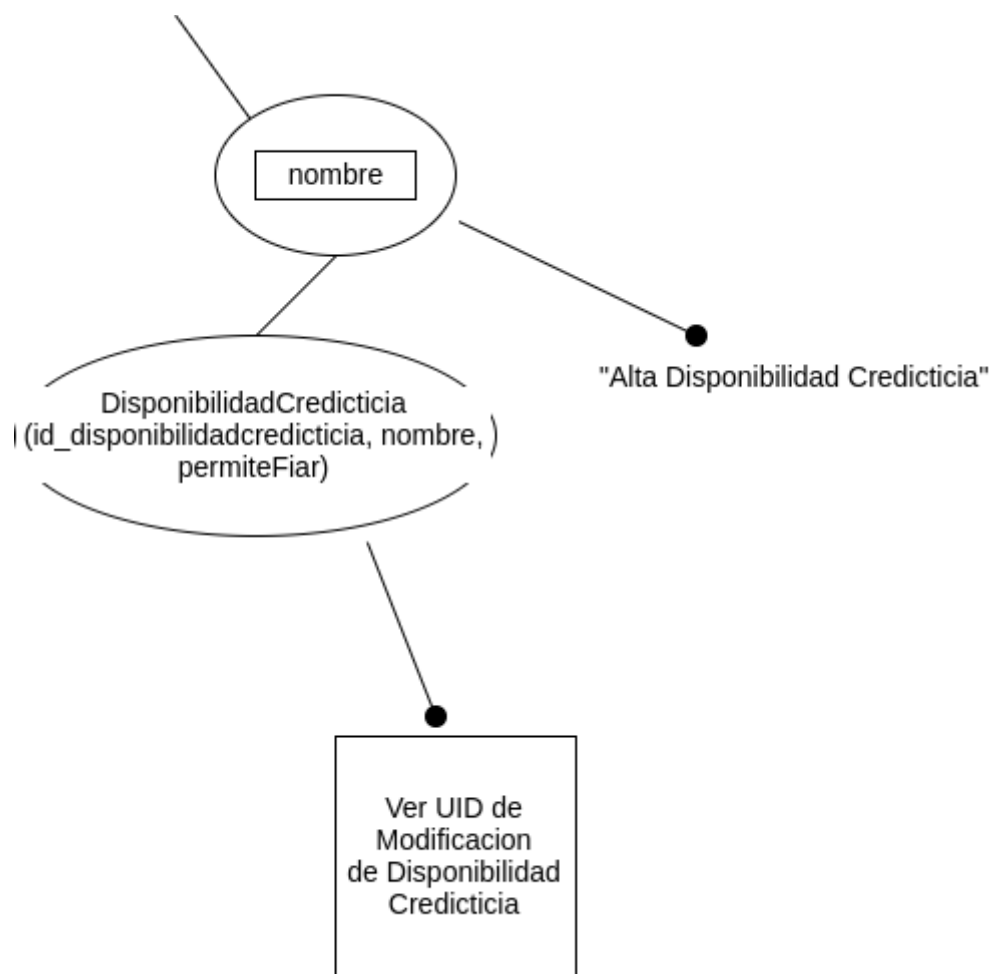 nombre
"Alta Disponibilidad Credicticia"
DisponibilidadCredicticia
(id_disponibilidadcredicticia, nombre,
permiteFiar)
Ver UID de
Modificacion
de Disponibilidad
Credicticia